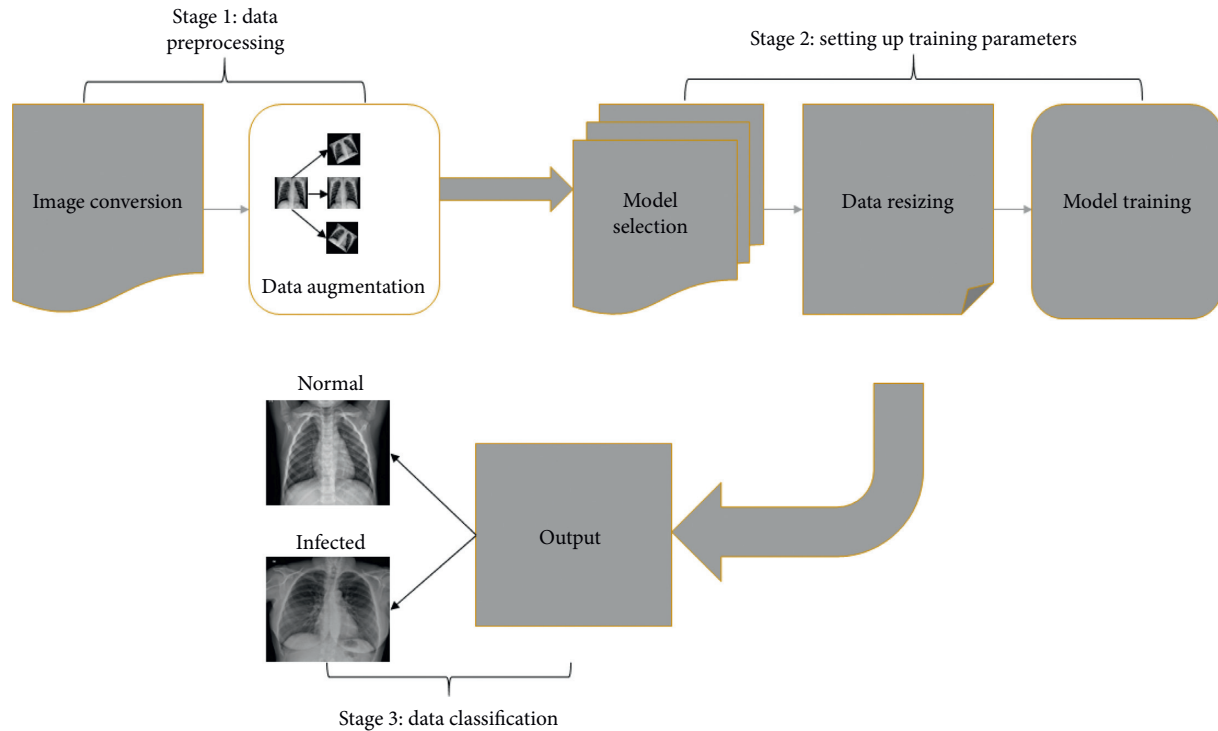 Stage 1: data
preprocessing
Stage 2: setting up training parameters
Image conversion
Data augmentation
Model
selection
Data resizing
Model training
Normal
Infected
Output
Stage 3: data classification